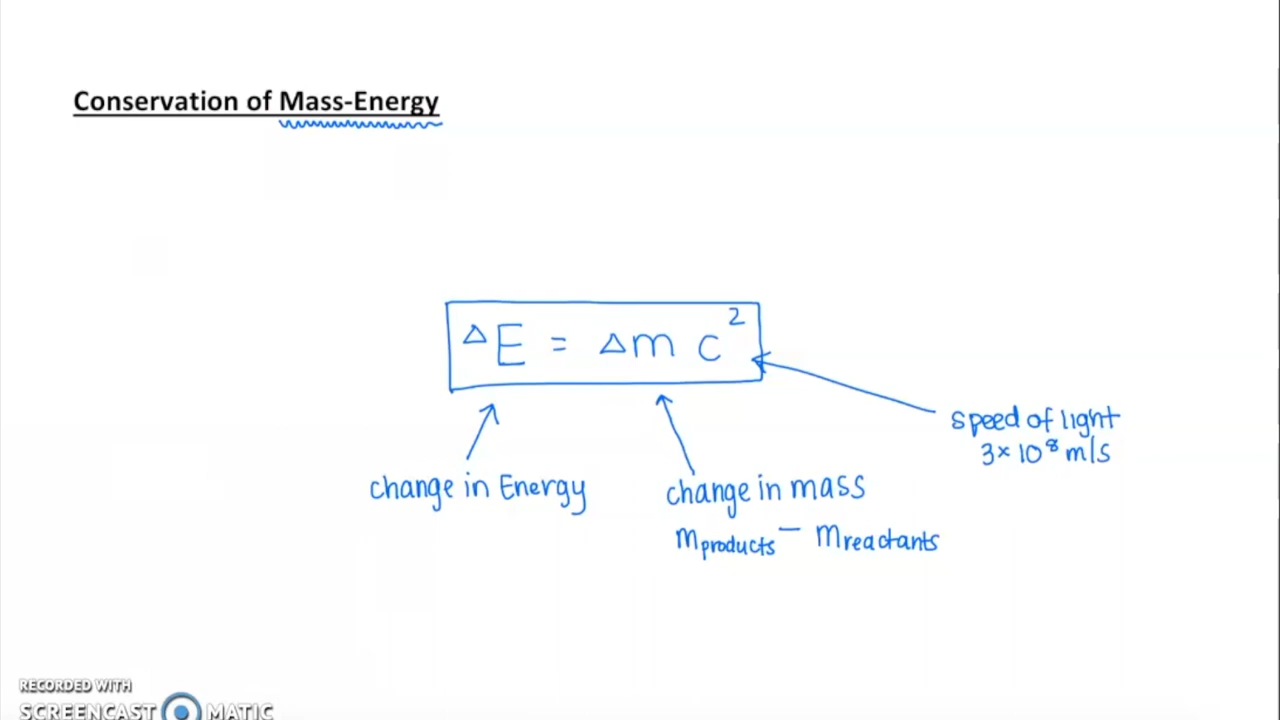 Conservation of Mass-Energy
ΔE = Δm c²
speed of light
3×10⁸ m/s
change in Energy
change in mass
mproducts - mreactants
RECORDED WITH
SCREENCAST MATIC